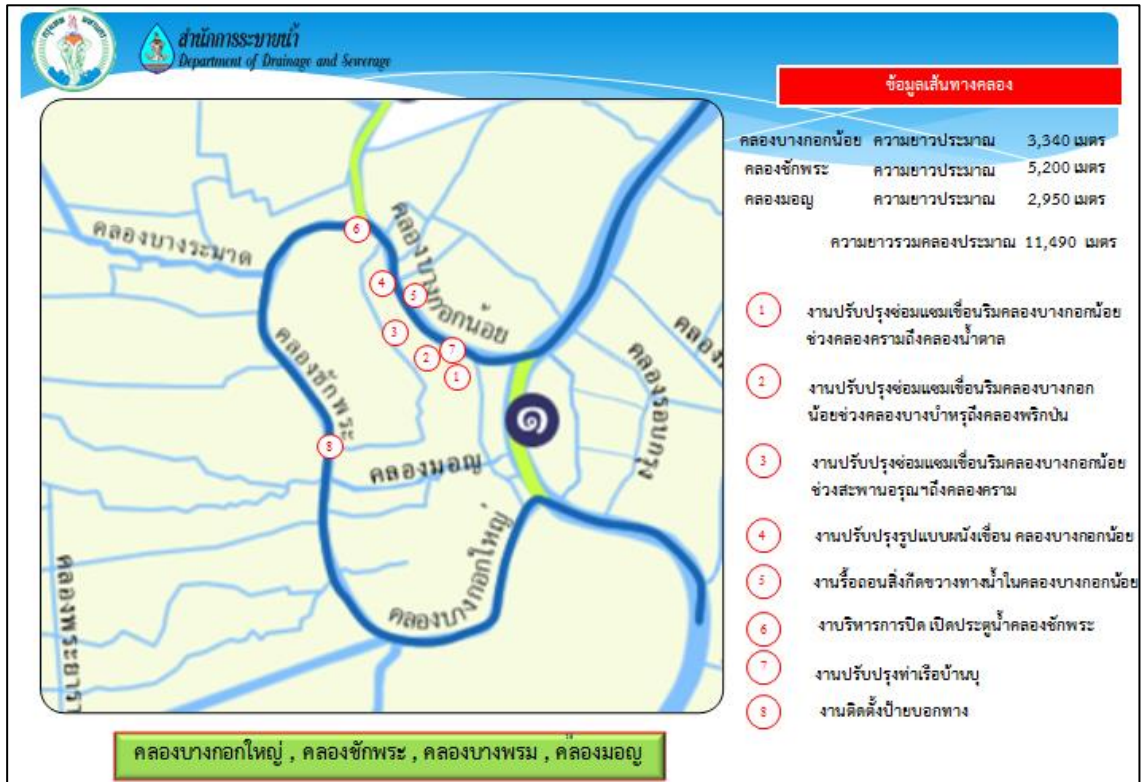 กรุงเทพ มหานคร
สำนักการระบายน้ำ
Department of Drainage and Sewerage
ข้อมูลเส้นทางคลอง
คลองบางกอกน้อย ความยาวประมาณ 3,340 เมตร
คลองชักพระ ความยาวประมาณ 5,200 เมตร
คลองมอญ ความยาวประมาณ 2,950 เมตร
ความยาวรวมคลองประมาณ 11,490 เมตร
1 งานปรับปรุงซ่อมแซมเขื่อนริมคลองบางกอกน้อย
ช่วงคลองครามถึงคลองน้ำตาล
2 งานปรับปรุงซ่อมแซมเขื่อนริมคลองบางกอก
น้อยช่วงคลองบางบำหรุถึงคลองพริกป่น
3 งานปรับปรุงซ่อมแซมเขื่อนริมคลองบางกอกน้อย
ช่วงสะพานอรุณฯถึงคลองคราม
4 งานปรับปรุงรูปแบบผนังเขื่อน คลองบางกอกน้อย
5 งานรื้อถอนสิ่งกีดขวางทางน้ำในคลองบางกอกน้อย
6 งาบริหารการปิด เปิดประตูน้ำคลองชักพระ
7 งานปรับปรุงท่าเรือบ้านบุ
8 งานติดตั้งป้ายบอกทาง
คลองบางระมาด
คลองบางกอกน้อย
คลองชักพระ
คลองมอญ
คลองบางกอกใหญ่
คลองรอบกรุง
คลองพระยารา
6
4
5
3
2
7
1
8
๑
คลองบางกอกใหญ่ , คลองชักพระ , คลองบางพรม , คลองมอญ